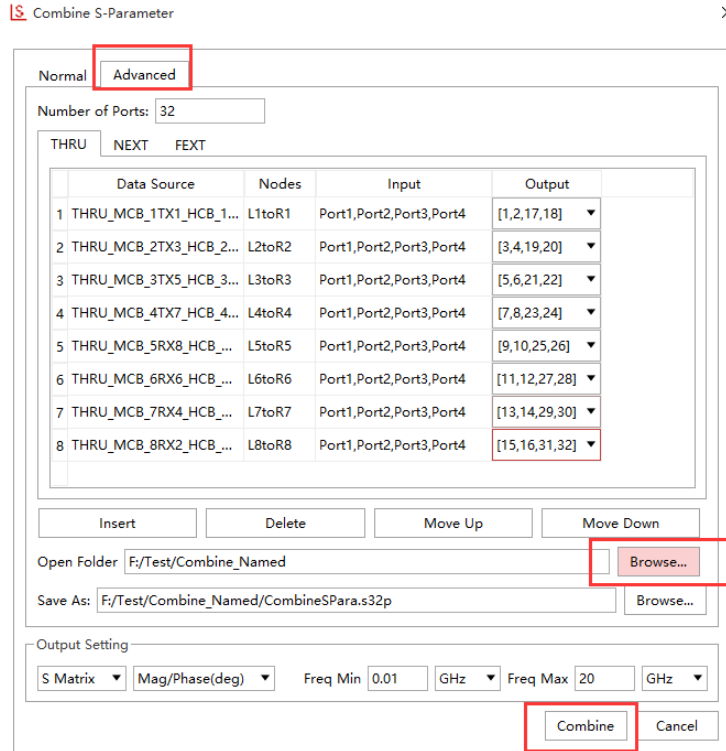 Combine S-Parameter
Normal Advanced
Number of Ports: 32
THRU NEXT FEXT
Data Source Nodes Input Output
1 THRU_MCB_1TX1_HCB_1... L1toR1 Port1,Port2,Port3,Port4 [1,2,17,18]
2 THRU_MCB_2TX3_HCB_2... L2toR2 Port1,Port2,Port3,Port4 [3,4,19,20]
3 THRU_MCB_3TX5_HCB_3... L3toR3 Port1,Port2,Port3,Port4 [5,6,21,22]
4 THRU_MCB_4TX7_HCB_4... L4toR4 Port1,Port2,Port3,Port4 [7,8,23,24]
5 THRU_MCB_5RX8_HCB_... L5toR5 Port1,Port2,Port3,Port4 [9,10,25,26]
6 THRU_MCB_6RX6_HCB_... L6toR6 Port1,Port2,Port3,Port4 [11,12,27,28]
7 THRU_MCB_7RX4_HCB_... L7toR7 Port1,Port2,Port3,Port4 [13,14,29,30]
8 THRU_MCB_8RX2_HCB_... L8toR8 Port1,Port2,Port3,Port4 [15,16,31,32]
Insert Delete Move Up Move Down
Open Folder F:/Test/Combine_Named Browse...
Save As: F:/Test/Combine_Named/CombineSPara.s32p Browse...
Output Setting
S Matrix Mag/Phase(deg) Freq Min 0.01 GHz Freq Max 20 GHz
Combine Cancel